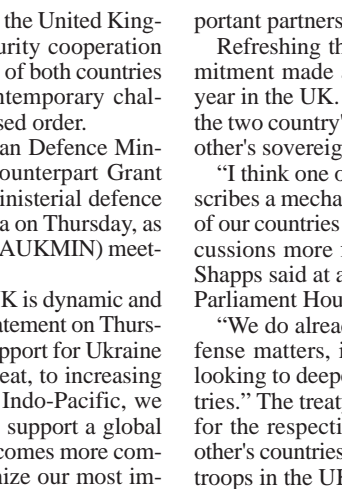 the United King-
urity cooperation
of both countries
ntemporary chal-
sed order.
an Defence Min-
ounterpart Grant
inisterial defence
a on Thursday, as
AUKMIN) meet-
K is dynamic and
atement on Thurs-
pport for Ukraine
eat, to increasing
Indo-Pacific, we
support a global
comes more com-
nize our most im-
portant partners
Refreshing th
mitment made
year in the UK.
the two country'
other's sovereig
“I think one o
scribes a mecha
of our countries
cussions more f
Shapps said at a
Parliament Hou
“We do alread
fense matters, i
looking to deepe
tries.” The treat
for the respecti
other's countries
troops in the UK